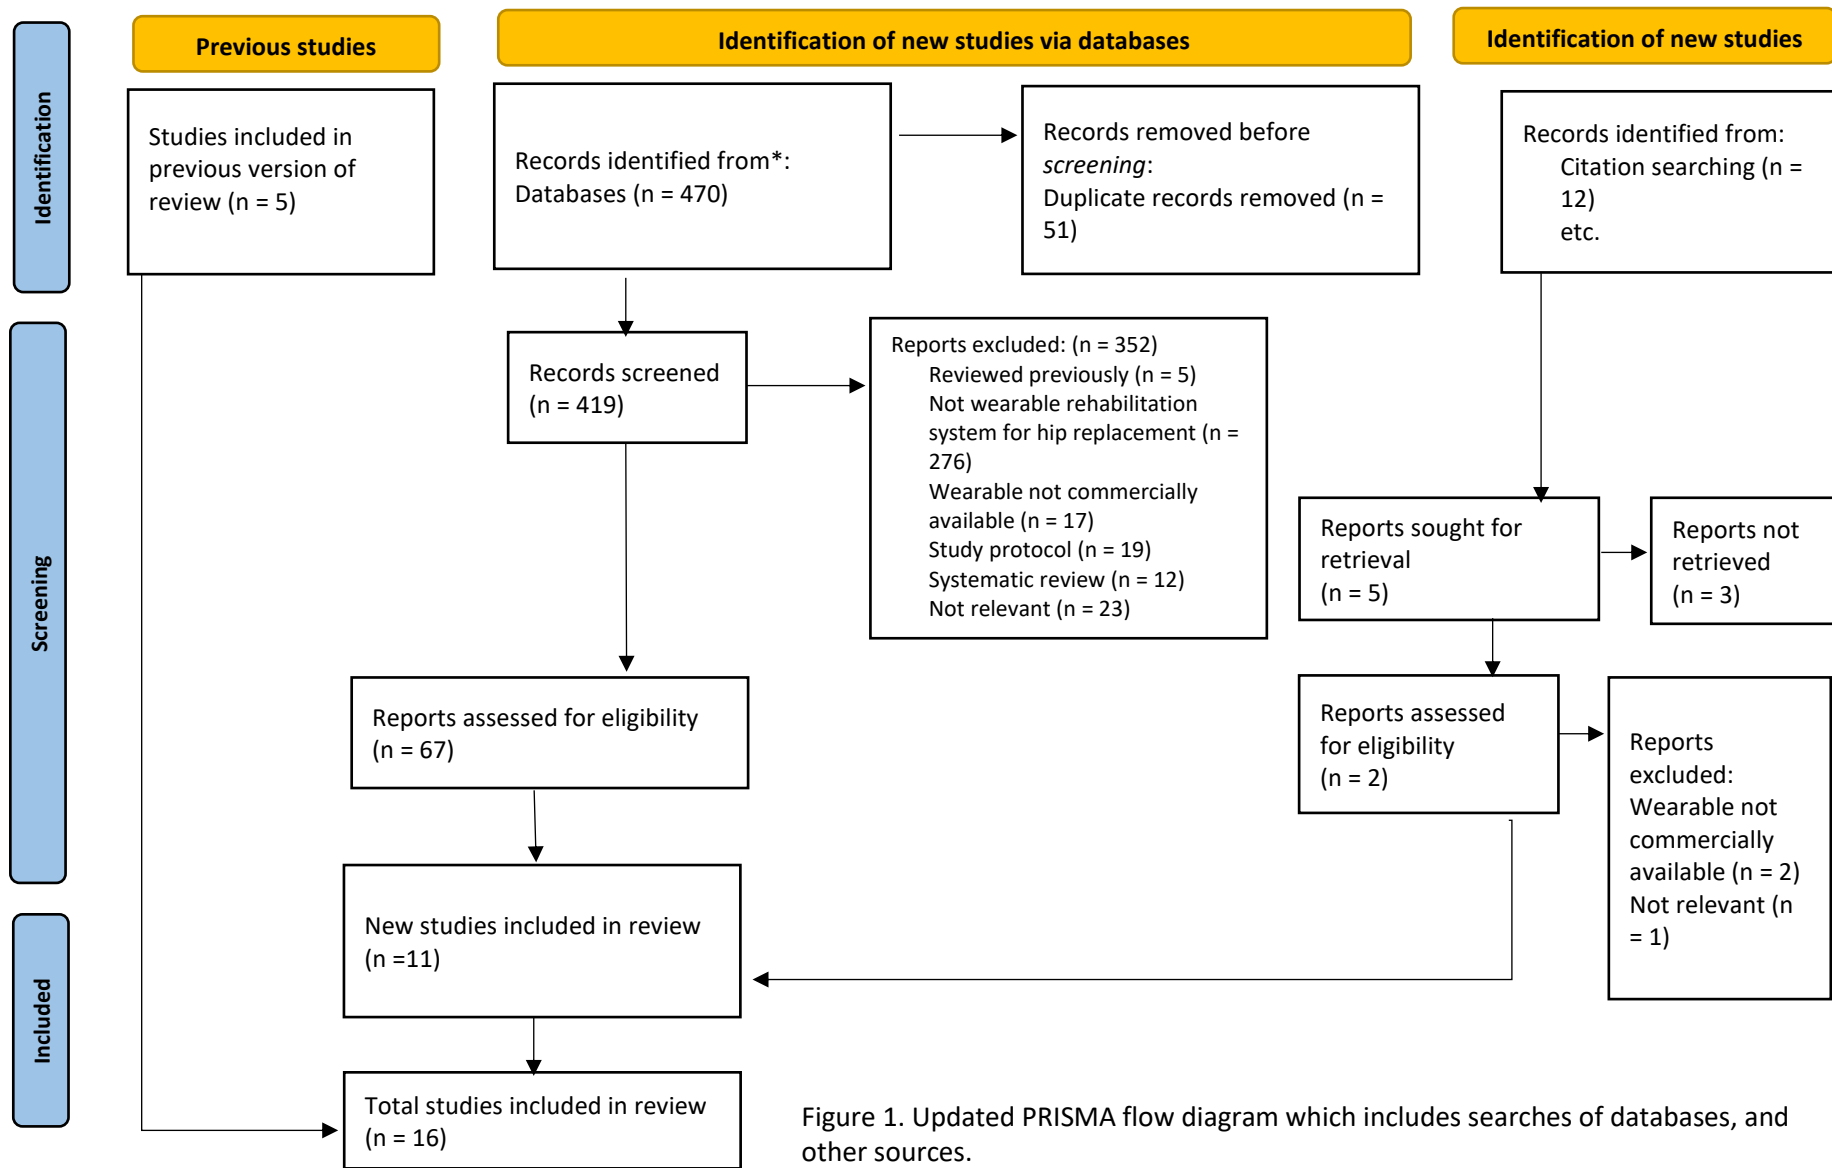 Previous studies
Identification of new studies via databases
Identification of new studies
Identification
Studies included in
previous version of
review (n = 5)
Records identified from*:
Databases (n = 470)
Records removed before
screening:
Duplicate records removed (n =
51)
Records identified from:
Citation searching (n =
12)
etc.
Screening
Records screened
(n = 419)
Reports excluded: (n = 352)
Reviewed previously (n = 5)
Not wearable rehabilitation
system for hip replacement (n =
276)
Wearable not commercially
available (n = 17)
Study protocol (n = 19)
Systematic review (n = 12)
Not relevant (n = 23)
Reports sought for
retrieval
(n = 5)
Reports not
retrieved
(n = 3)
Reports assessed for eligibility
(n = 67)
Reports assessed
for eligibility
(n = 2)
Reports
excluded:
Wearable not
commercially
available (n = 2)
Not relevant (n
= 1)
Included
New studies included in review
(n =11)
Total studies included in review
(n = 16)
Figure 1. Updated PRISMA flow diagram which includes searches of databases, and
other sources.